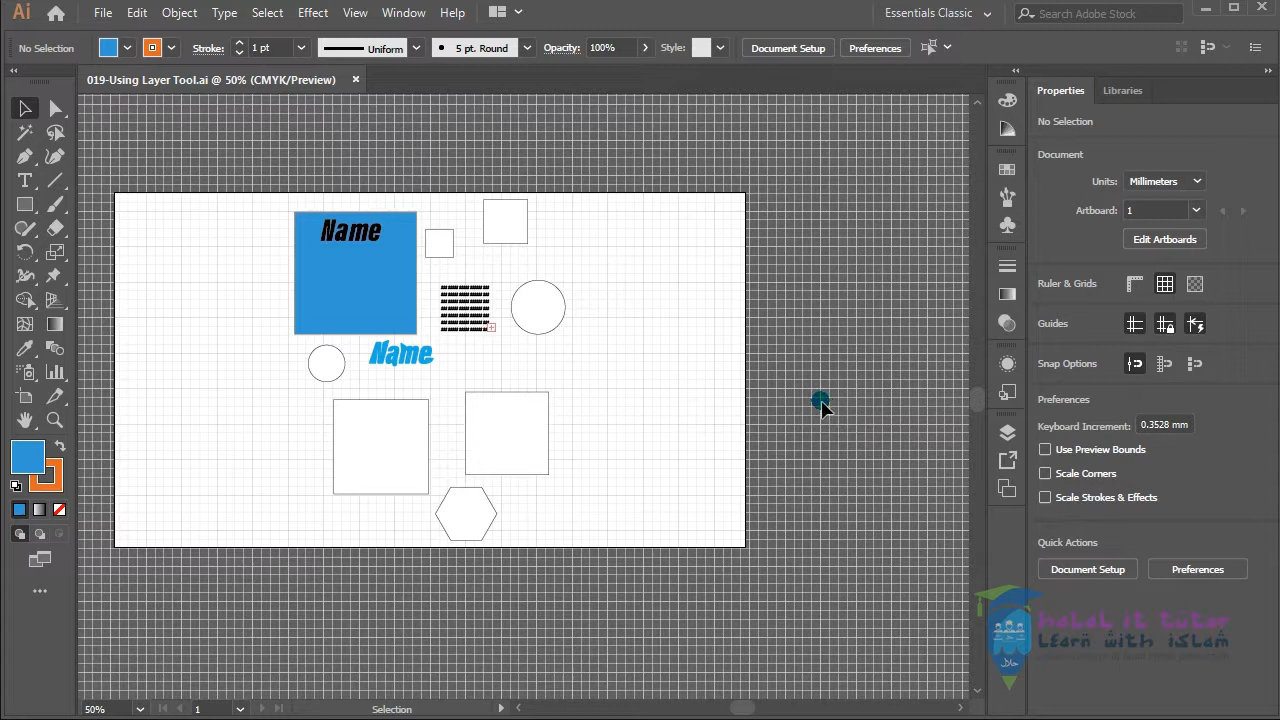 Ai File Edit Object Type Select Effect View Window Help Essentials Classic Search Adobe Stock
No Selection Stroke: 1 pt Uniform 5 pt. Round Opacity: 100% Style: Document Setup Preferences
019-Using Layer Tool.ai @ 50% (CMYK/Preview)
Properties Libraries
No Selection
Document
Units: Millimeters
Artboard: 1
Edit Artboards
Ruler & Grids
Guides
Snap Options
Preferences
Keyboard Increment: 0.3528 mm
Use Preview Bounds
Scale Corners
Scale Strokes & Effects
Quick Actions
Document Setup Preferences
Name
Name
halal it tutor
Learn with islam
حلال
50% 1 Selection